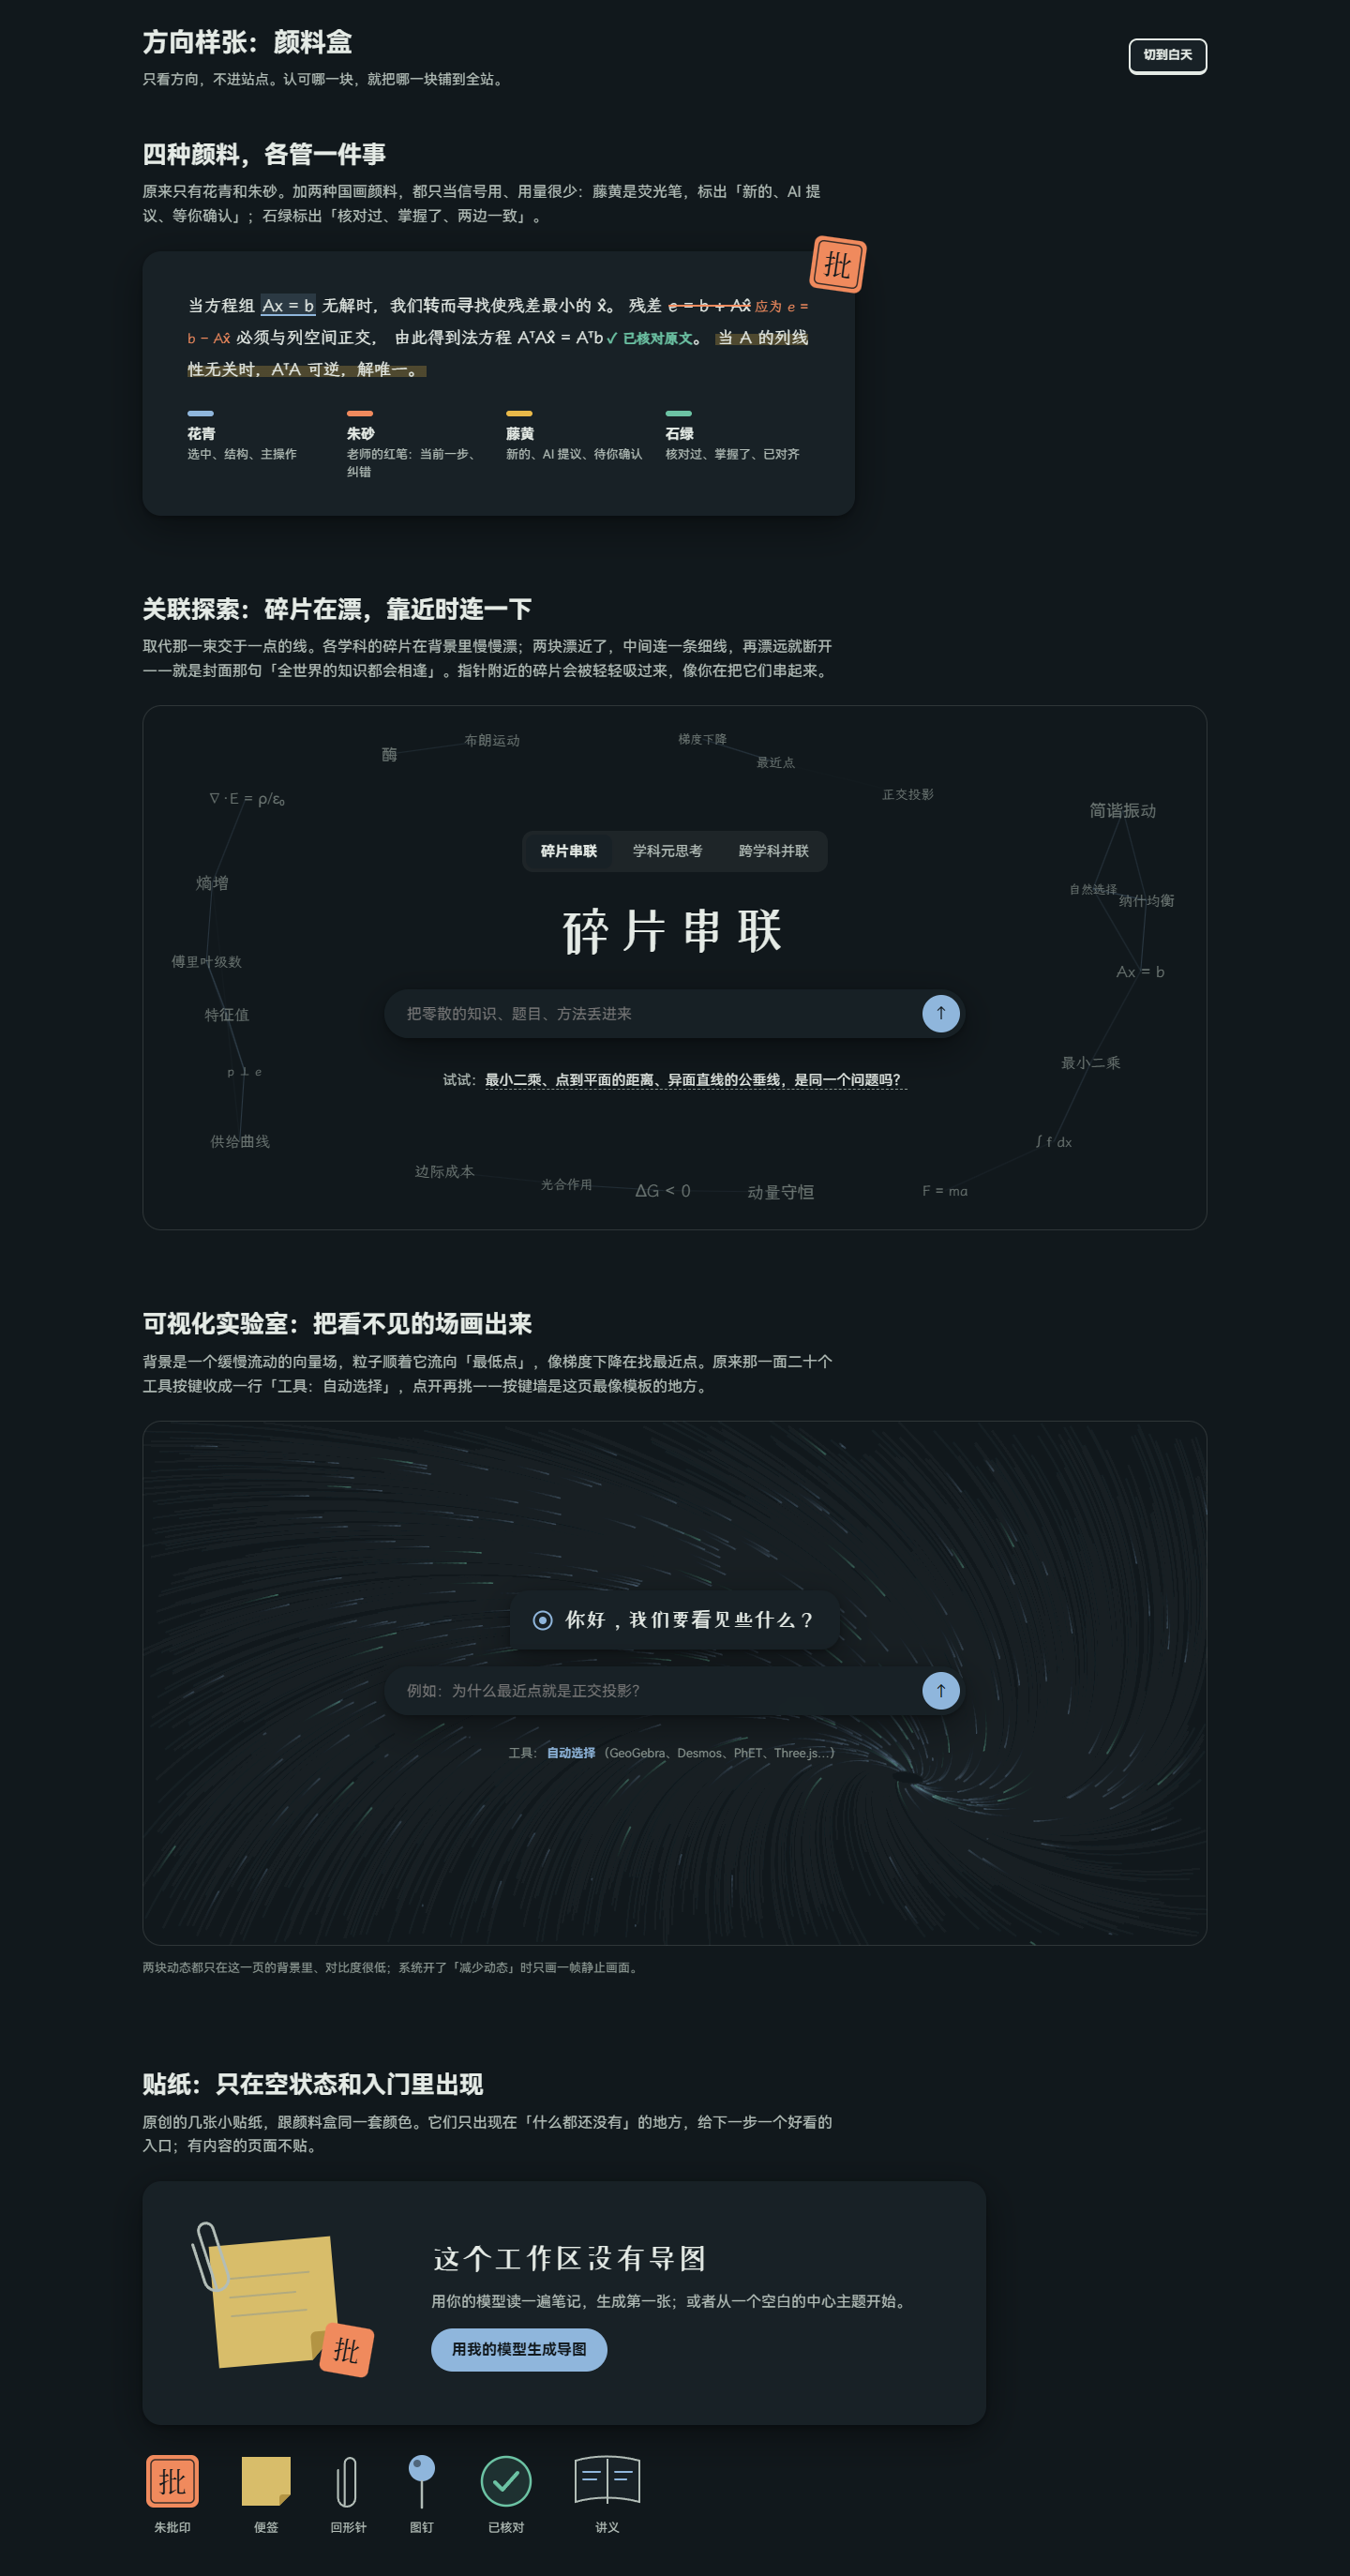 方向样张：颜料盒
只看方向，不进站点。认可哪一块，就把哪一块铺到全站。
切到白天
四种颜料，各管一件事
原来只有花青和朱砂。加两种国画颜料，都只当信号用、用量很少：藤黄是荧光笔，标出「新的、AI 提
议、等你确认」；石绿标出「核对过、掌握了、两边一致」。
批
当方程组 Ax = b 无解时，我们转而寻找使残差最小的 x̂。 残差 e = b + Ax̂ 应为 e =
b − Ax̂ 必须与列空间正交， 由此得到法方程 AᵀAx̂ = Aᵀb ✓ 已核对原文。 当 A 的列线
性无关时，AᵀA 可逆，解唯一。
花青
选中、结构、主操作
朱砂
老师的红笔：当前一步、
纠错
藤黄
新的、AI 提议、待你确认
石绿
核对过、掌握了、已对齐
关联探索：碎片在漂，靠近时连一下
取代那一束交于一点的线。各学科的碎片在背景里慢慢漂；两块漂近了，中间连一条细线，再漂远就断开
——就是封面那句「全世界的知识都会相逢」。指针附近的碎片会被轻轻吸过来，像你在把它们串起来。
酶
布朗运动
梯度下降
最近点
正交投影
∇·E = ρ/ε₀
简谐振动
碎片串联
学科元思考
跨学科并联
熵增
自然选择
纳什均衡
碎片串联
傅里叶级数
Ax = b
特征值
把零散的知识、题目、方法丢进来
↑
p ⊥ e
最小二乘
试试：最小二乘、点到平面的距离、异面直线的公垂线，是同一个问题吗？
供给曲线
∫ f dx
边际成本
光合作用
ΔG < 0
动量守恒
F = ma
可视化实验室：把看不见的场画出来
背景是一个缓慢流动的向量场，粒子顺着它流向「最低点」，像梯度下降在找最近点。原来那一面二十个
工具按键收成一行「工具：自动选择」，点开再挑——按键墙是这页最像模板的地方。
你好，我们要看见些什么？
例如：为什么最近点就是正交投影？
↑
工具：自动选择（GeoGebra、Desmos、PhET、Three.js…）
两块动态都只在这一页的背景里、对比度很低；系统开了「减少动态」时只画一帧静止画面。
贴纸：只在空状态和入门里出现
原创的几张小贴纸，跟颜料盒同一套颜色。它们只出现在「什么都还没有」的地方，给下一步一个好看的
入口；有内容的页面不贴。
批
这个工作区没有导图
用你的模型读一遍笔记，生成第一张；或者从一个空白的中心主题开始。
用我的模型生成导图
批
朱批印
便签
回形针
图钉
已核对
讲义